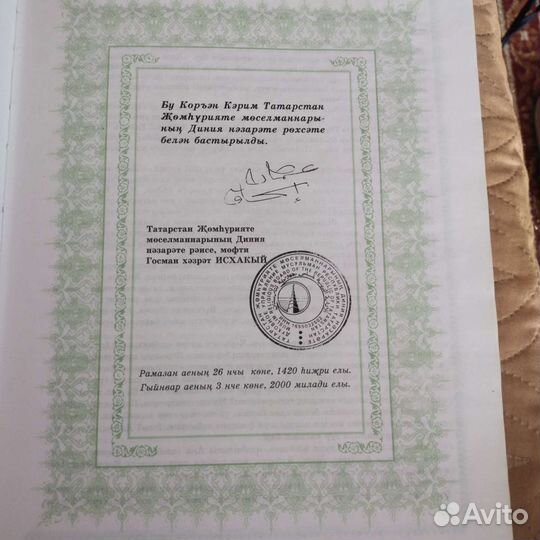 Бу Коръән Кәрим Татарстан
Җөмһүрияте мөселманнары-
ның Диния нәзарәте рөхсәте
белән бастырылды.
Татарстан Җөмһүрияте
мөселманнарының Диния
нәзарәте рәисе, мөфти
Госман хәзрәт ИСХАКЫЙ
Рамазан аеның 26 нчы көне, 1420 һиҗри елы.
Гыйнвар аеның 3 нче көне, 2000 милади елы.
Avito